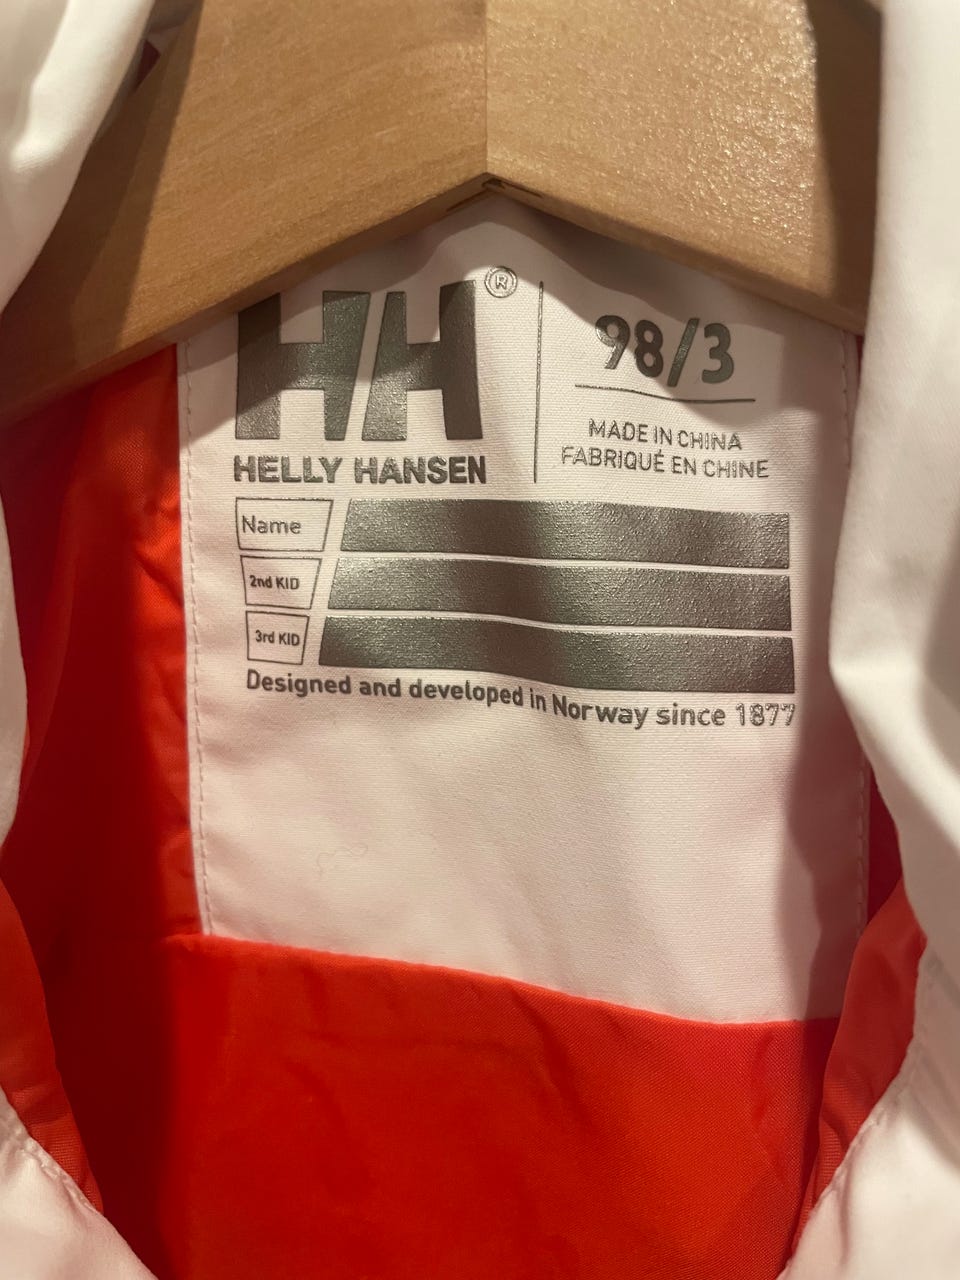 HH®
HELLY HANSEN
98/3
MADE IN CHINA
FABRIQUÉ EN CHINE
Name
2nd KID
3rd KID
Designed and developed in Norway since 1877